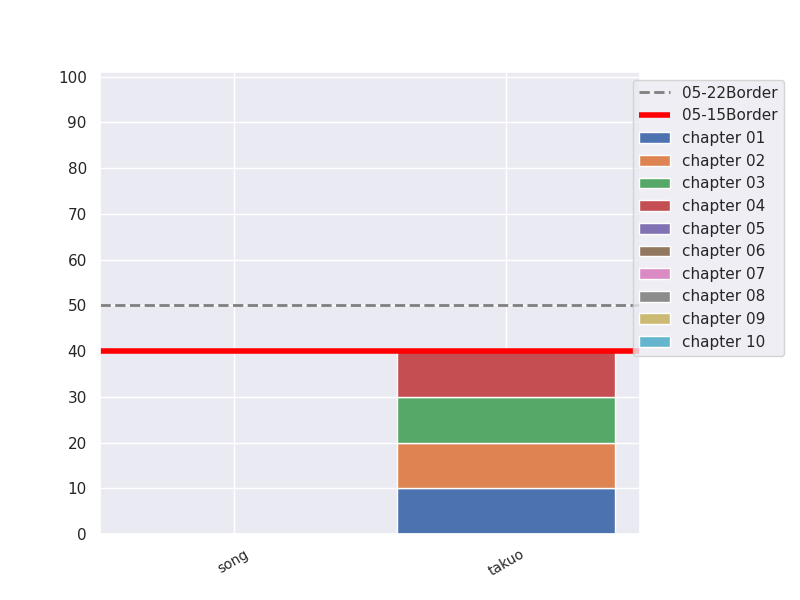 100
90
80
70
60
50
40
30
20
10
0
song
takuo
05-22Border
05-15Border
chapter 01
chapter 02
chapter 03
chapter 04
chapter 05
chapter 06
chapter 07
chapter 08
chapter 09
chapter 10